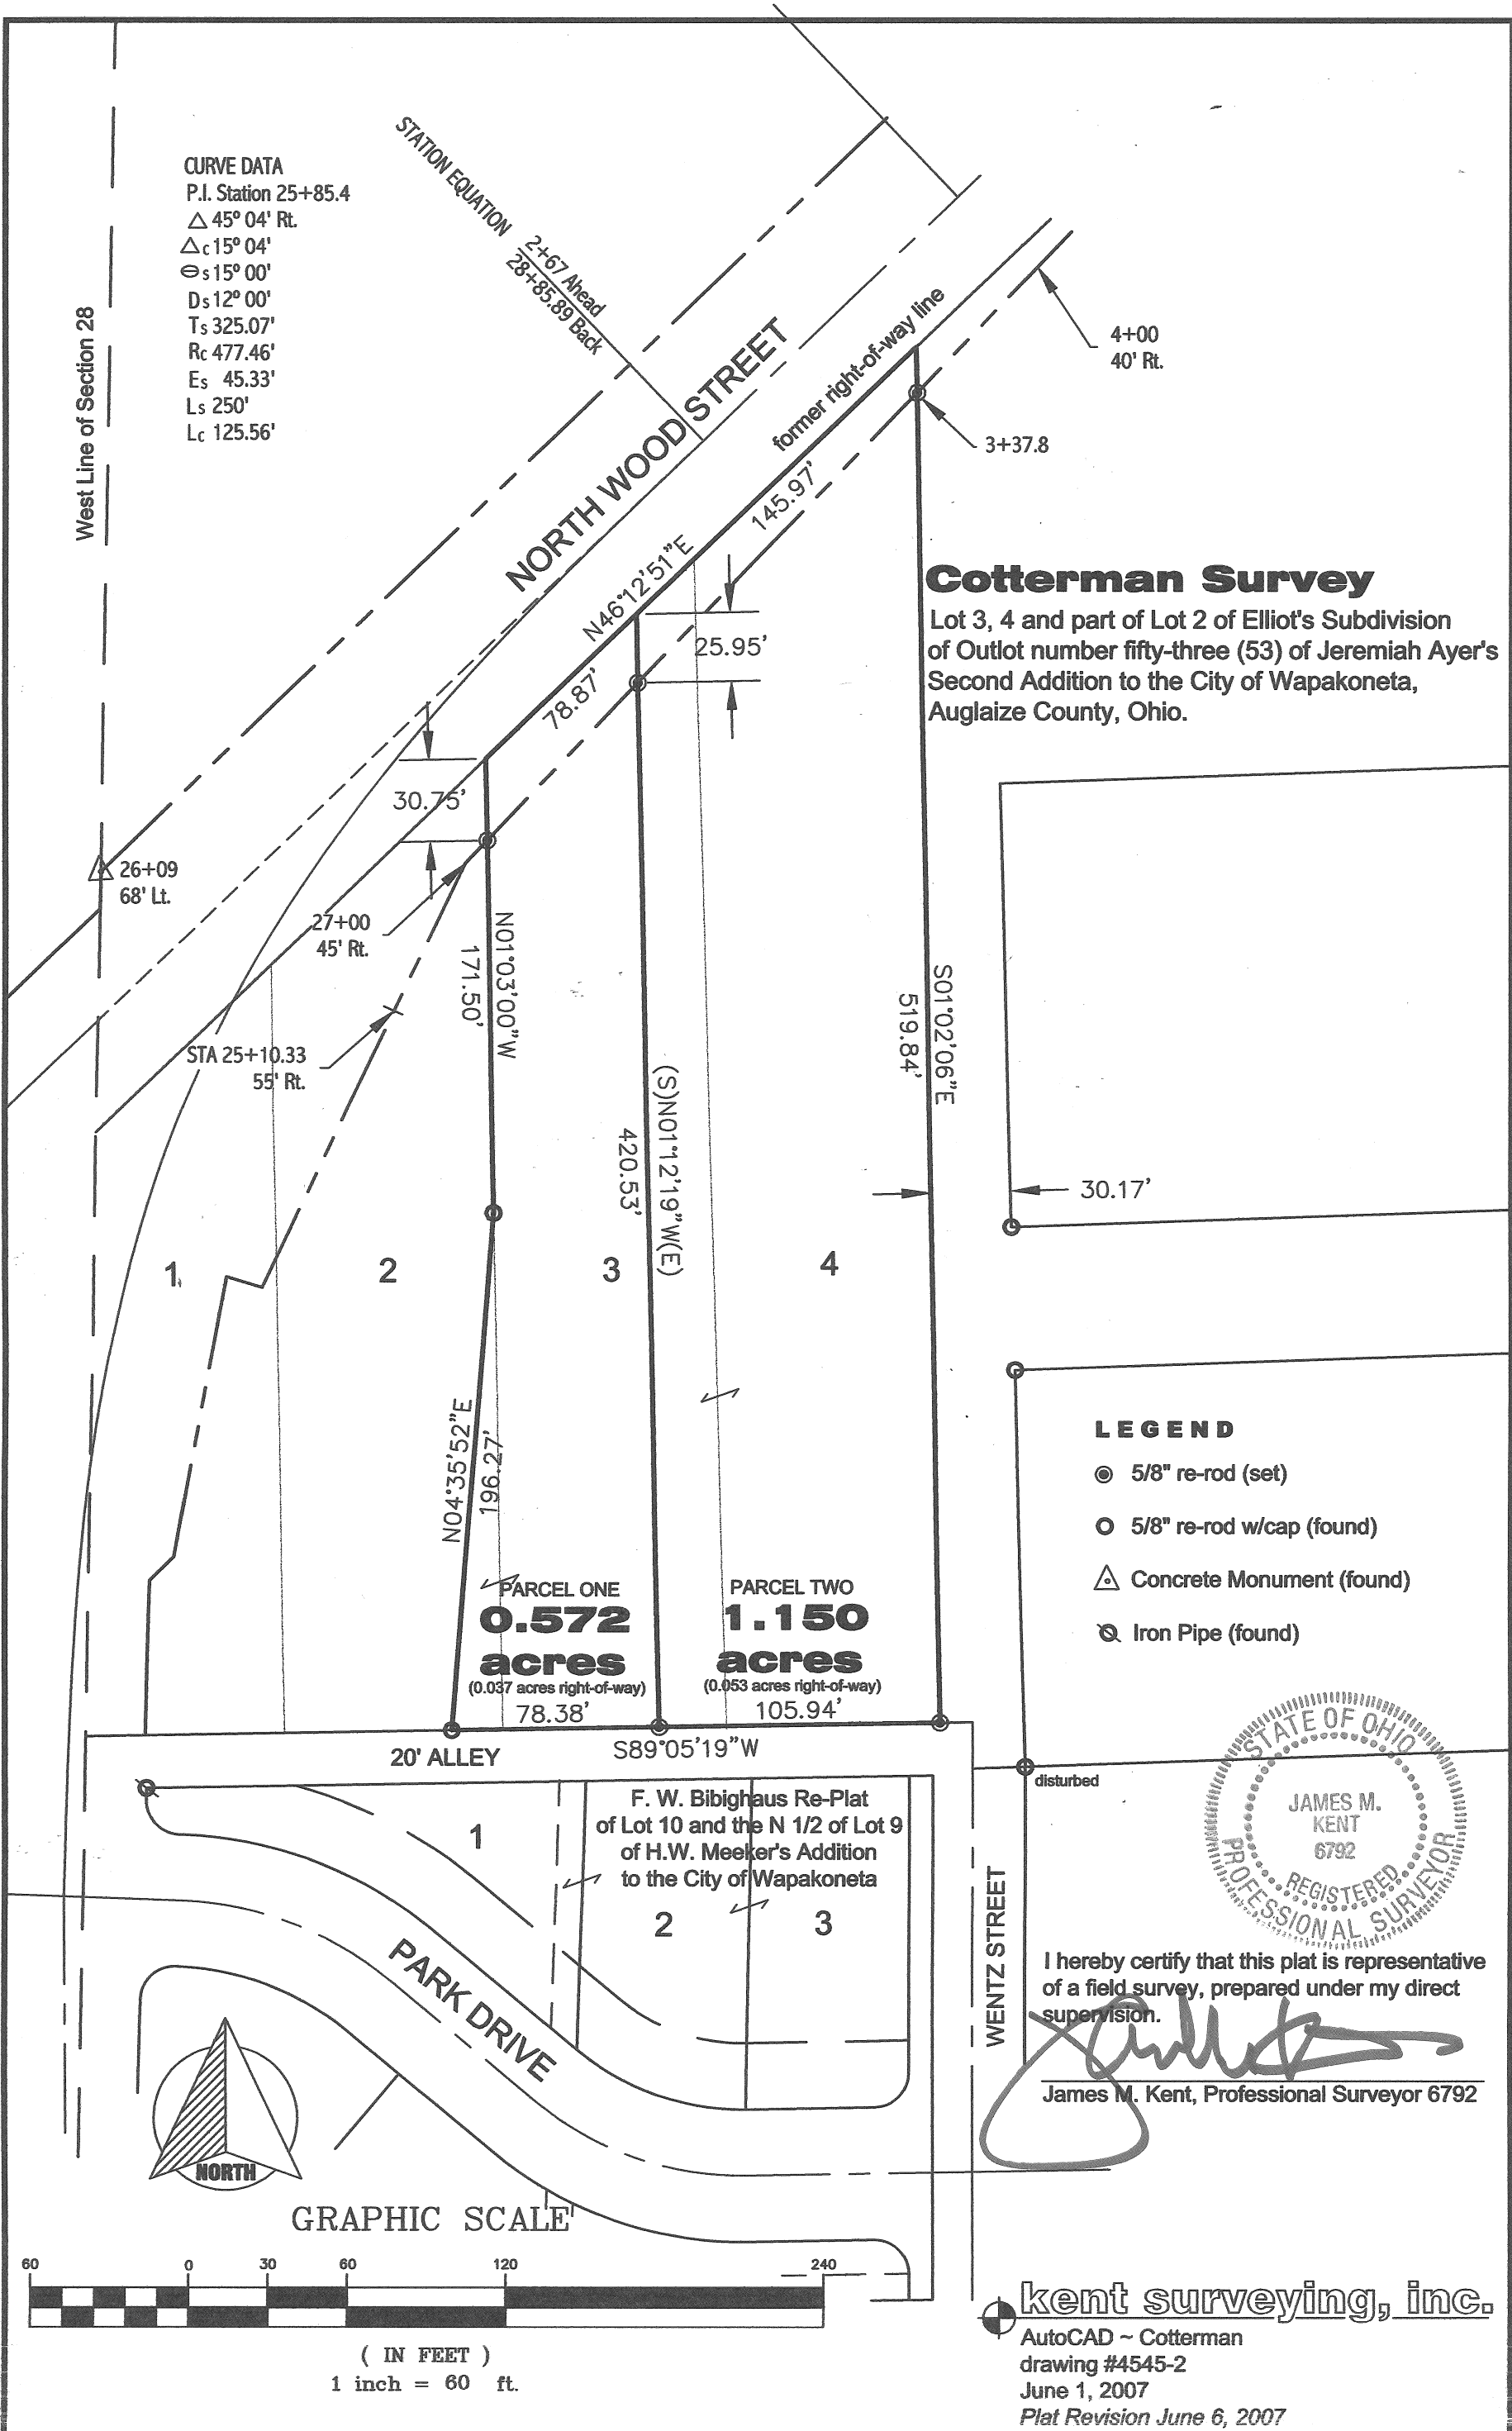 CURVE DATA
P.I. Station 25+85.4
△ 45° 04' Rt.
△c 15° 04'
⊖s 15° 00'
Ds 12° 00'
Ts 325.07'
Rc 477.46'
Es 45.33'
Ls 250'
Lc 125.56'
West Line of Section 28
STATION EQUATION
2+67 Ahead
28+85.89 Back
NORTH WOOD STREET
former right-of-way line
4+00
40' Rt.
3+37.8
145.97'
N46°12'51"E
78.87'
25.95'
30.75'
Cotterman Survey
Lot 3, 4 and part of Lot 2 of Elliot's Subdivision
of Outlot number fifty-three (53) of Jeremiah Ayer's
Second Addition to the City of Wapakoneta,
Auglaize County, Ohio.
26+09
68' Lt.
27+00
45' Rt.
STA 25+10.33
55' Rt.
N01°03'00"W
171.50'
(S)N01°12'19"W(E)
420.53'
S01°02'06"E
519.84'
30.17'
1
2
3
4
N04°35'52"E
196.27'
PARCEL ONE
0.572
acres
(0.037 acres right-of-way)
78.38'
PARCEL TWO
1.150
acres
(0.053 acres right-of-way)
105.94'
S89°05'19"W
20' ALLEY
LEGEND
5/8" re-rod (set)
5/8" re-rod w/cap (found)
Concrete Monument (found)
Iron Pipe (found)
disturbed
STATE OF OHIO
JAMES M.
KENT
6792
REGISTERED
PROFESSIONAL SURVEYOR
F. W. Bibighaus Re-Plat
of Lot 10 and the N 1/2 of Lot 9
of H.W. Meeker's Addition
to the City of Wapakoneta
1
2
3
PARK DRIVE
WENTZ STREET
I hereby certify that this plat is representative
of a field survey, prepared under my direct
supervision.
James M. Kent, Professional Surveyor 6792
NORTH
GRAPHIC SCALE
60 0 30 60 120 240
( IN FEET )
1 inch = 60 ft.
kent surveying, inc.
AutoCAD ~ Cotterman
drawing #4545-2
June 1, 2007
Plat Revision June 6, 2007